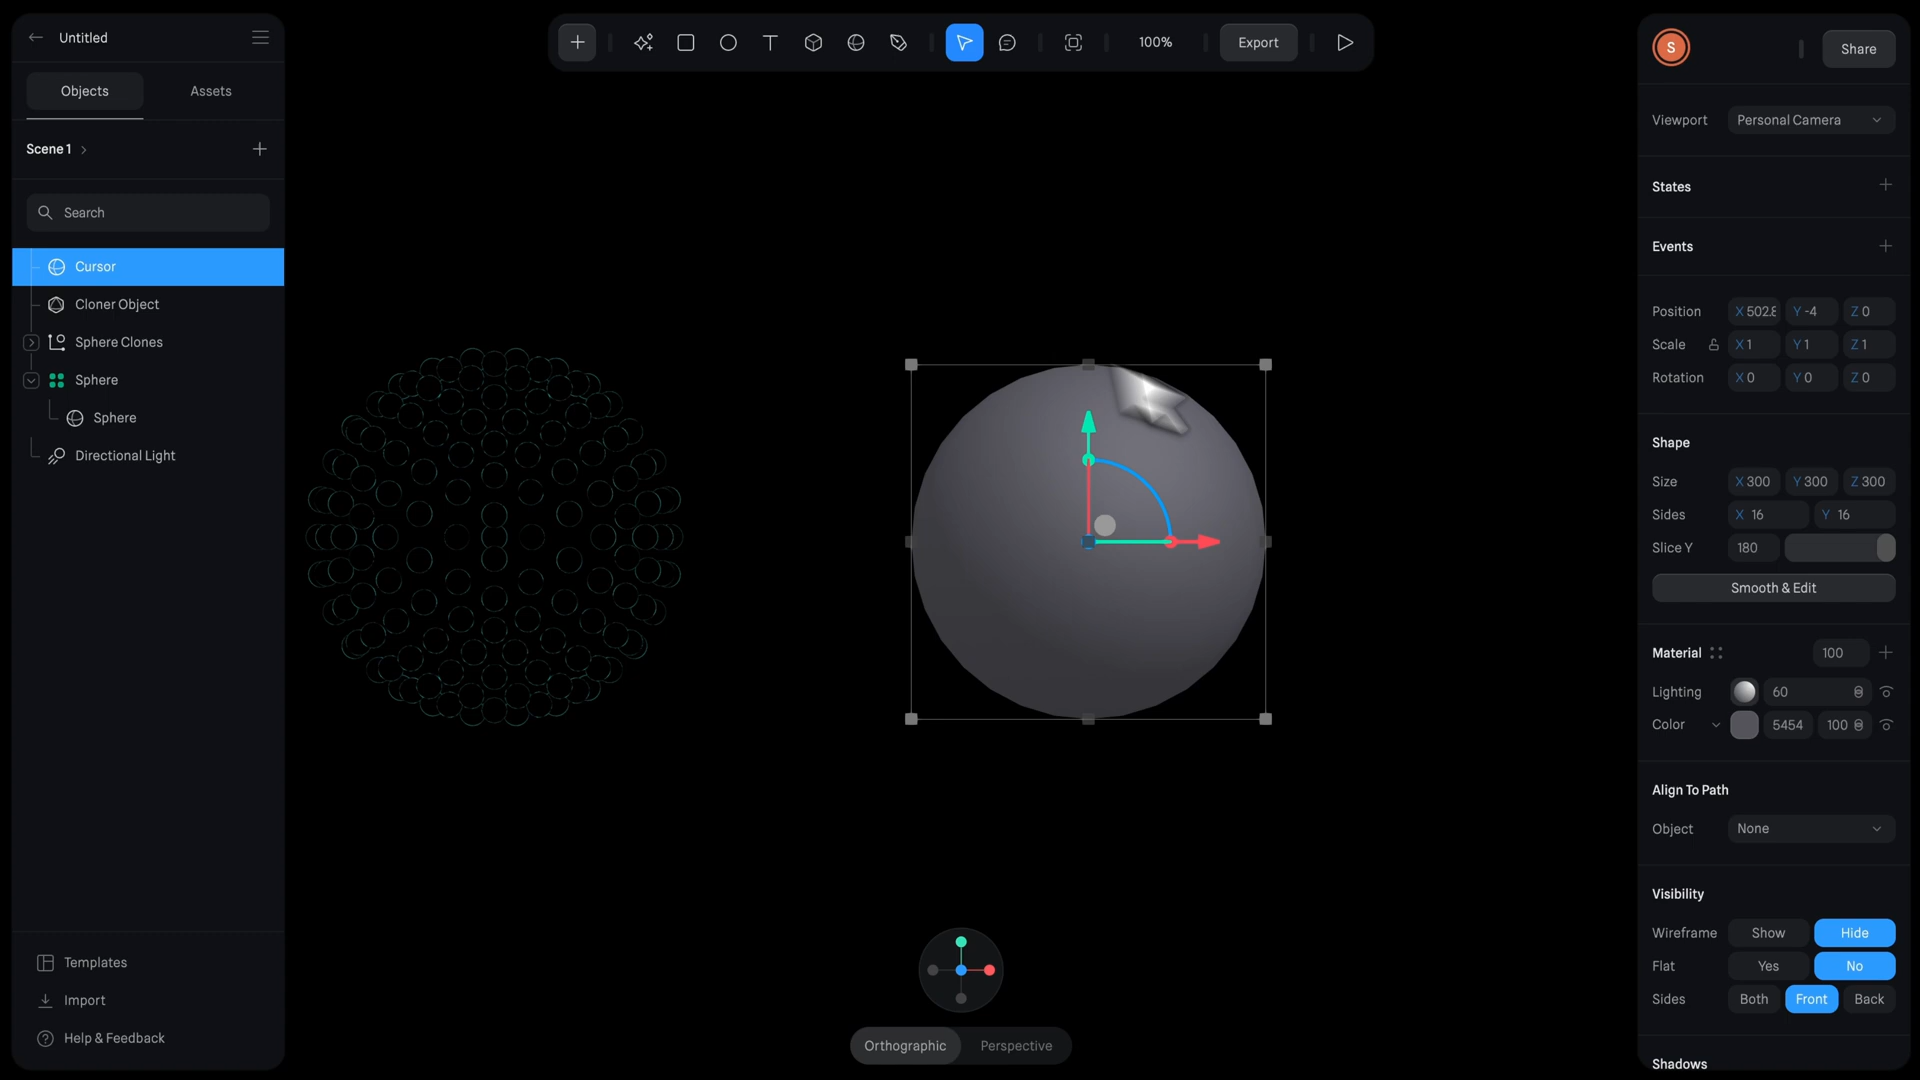 Untitled
100%
Export
S
Share
Objects
Assets
Viewport
Personal Camera
Scene 1
States
Search
Events
Cursor
Cloner Object
Position
X 502.8
Y -4
Z 0
Sphere Clones
Scale
X 1
Y 1
Z 1
Sphere
Rotation
X 0
Y 0
Z 0
Sphere
Directional Light
Shape
Size
X 300
Y 300
Z 300
Sides
X 16
Y 16
Slice Y
180
Smooth & Edit
Material
100
Lighting
60
Color
5454
100
Align To Path
Object
None
Visibility
Wireframe
Show
Hide
Flat
Yes
No
Sides
Both
Front
Back
Shadows
Templates
Import
Help & Feedback
Orthographic
Perspective